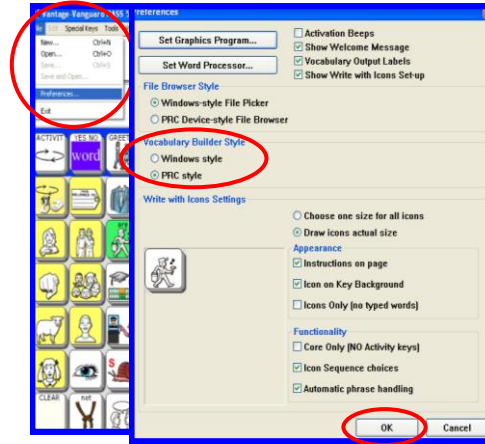 Vantage Vanguard PASS S
File Edit Special Keys Tools
New... Ctrl+N
Open... Ctrl+O
Save... Ctrl+S
Save and Open...
Preferences...
Exit
ACTIVIT YES NO GREET
word
CLEAR not
Preferences
Set Graphics Program...
Set Word Processor...
Activation Beeps
Show Welcome Message
Vocabulary Output Labels
Show Write with Icons Set-up
File Browser Style
Windows-style File Picker
PRC Device-style File Browser
Vocabulary Builder Style
Windows style
PRC style
Write with Icons Settings
Choose one size for all icons
Draw icons actual size
Appearance
Instructions on page
Icon on Key Background
Icons Only (no typed words)
Functionality
Core Only (NO Activity keys)
Icon Sequence choices
Automatic phrase handling
OK Cancel